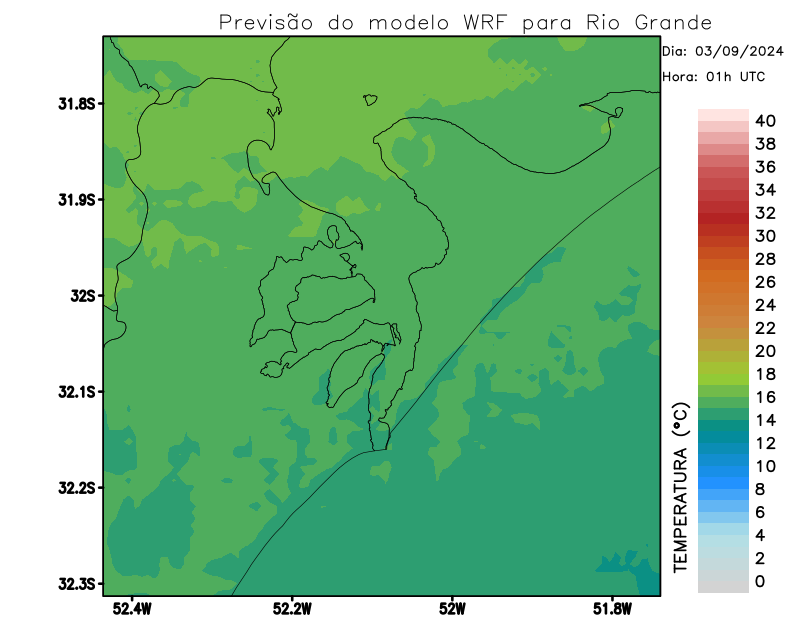 Previsão do modelo WRF para Rio Grande
Dia: 03/09/2024
Hora: 01h UTC
31.8S
31.9S
32S
32.1S
32.2S
32.3S
52.4W
52.2W
52W
51.8W
TEMPERATURA (°C)
40
38
36
34
32
30
28
26
24
22
20
18
16
14
12
10
8
6
4
2
0